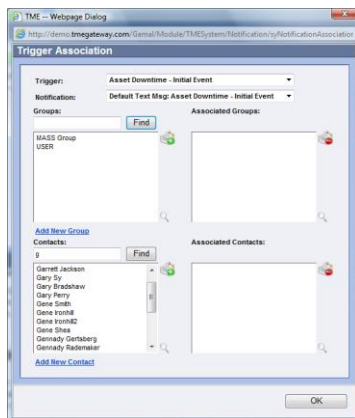 TME -- Webpage Dialog
http://demo.tmegateway.com/Gemal/Module/TMESystem/Notification/syNotificationAssociation
Trigger Association
Trigger: Asset Downtime - Initial Event
Notification: Default Text Msg: Asset Downtime - Initial Event
Groups: Associated Groups:
Find
MASS Group
USER
Add New Group
Contacts: Associated Contacts:
g Find
Garrett Jackson
Gary Sy
Gary Bradshaw
Gary Perry
Gene Smith
Gene Ironhill
Gene Ironhill2
Gene Shea
Gennady Gertsberg
Gennady Rademaker
Add New Contact
OK